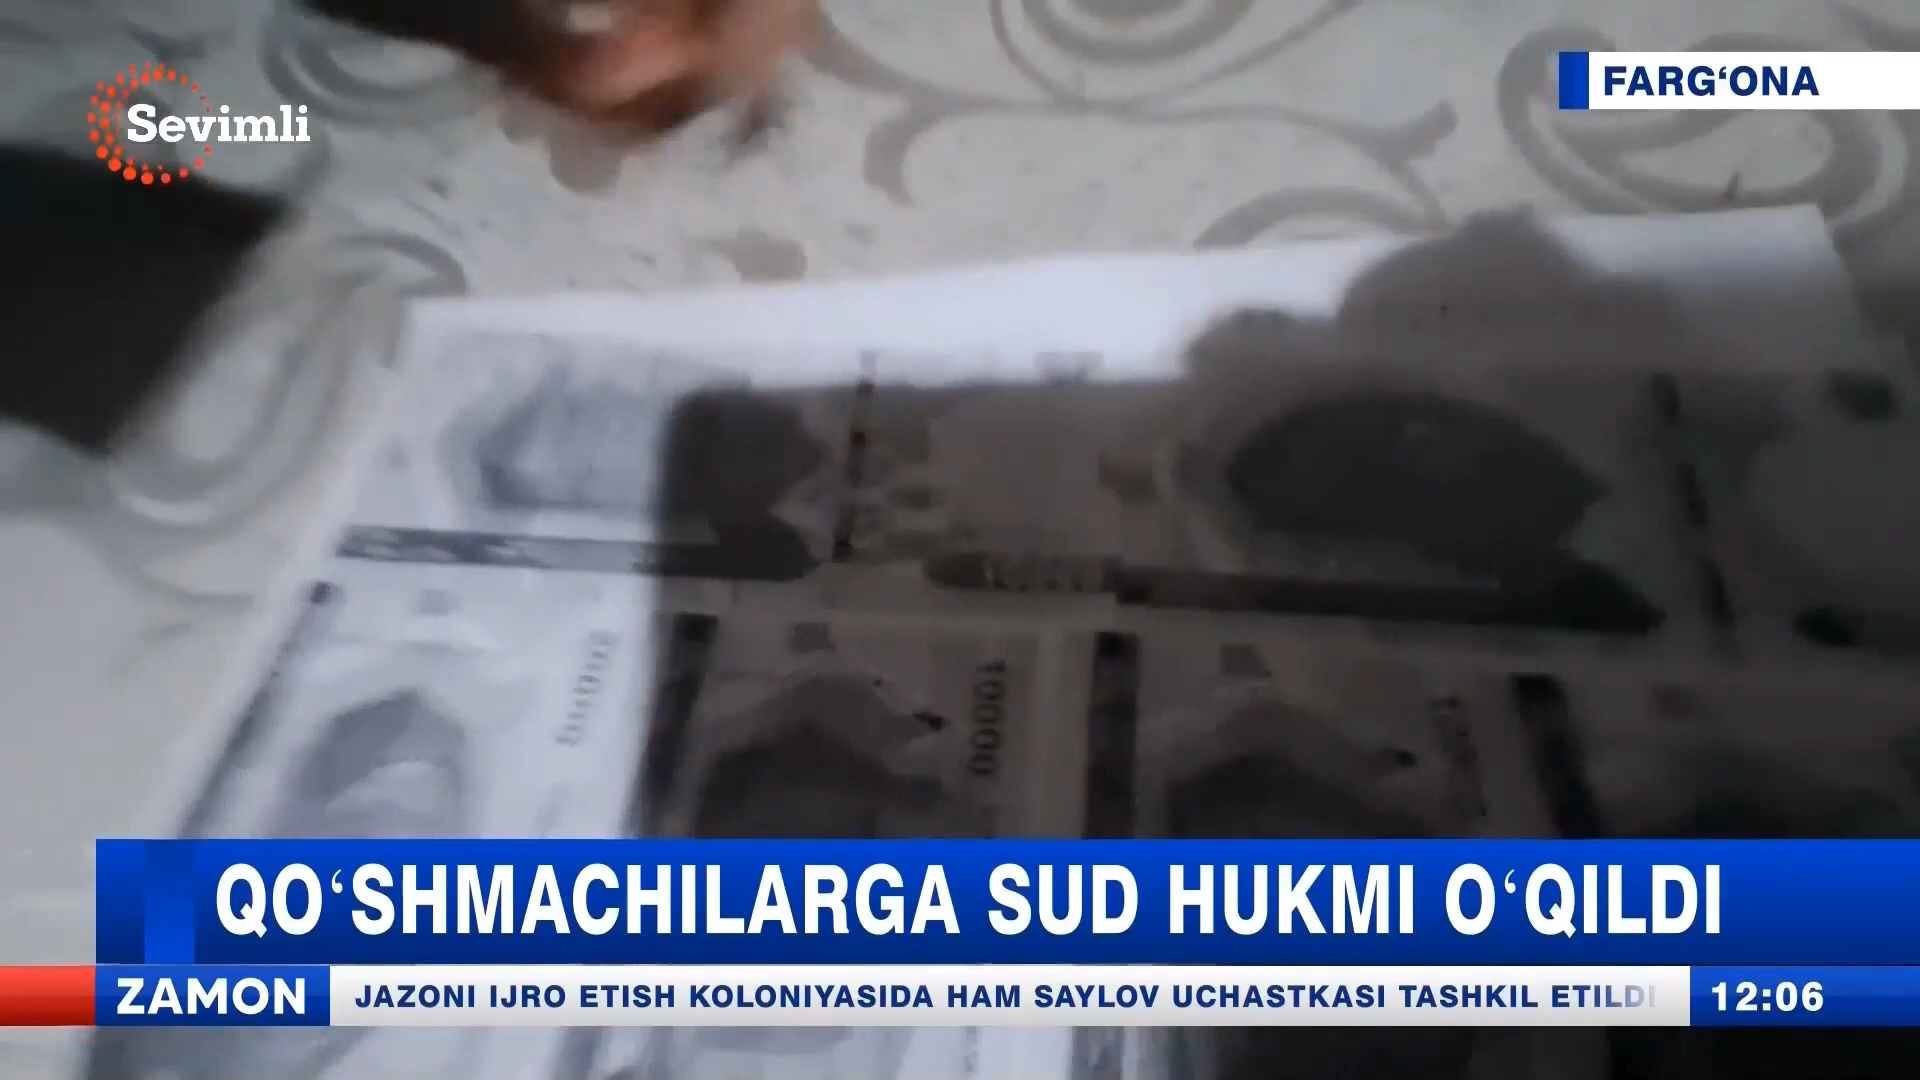 Sevimli
FARG‘ONA
10000
QO‘SHMACHILARGA SUD HUKMI O‘QILDI
ZAMON
JAZONI IJRO ETISH KOLONIYASIDA HAM SAYLOV UCHASTKASI TASHKIL ETILDI
12:06